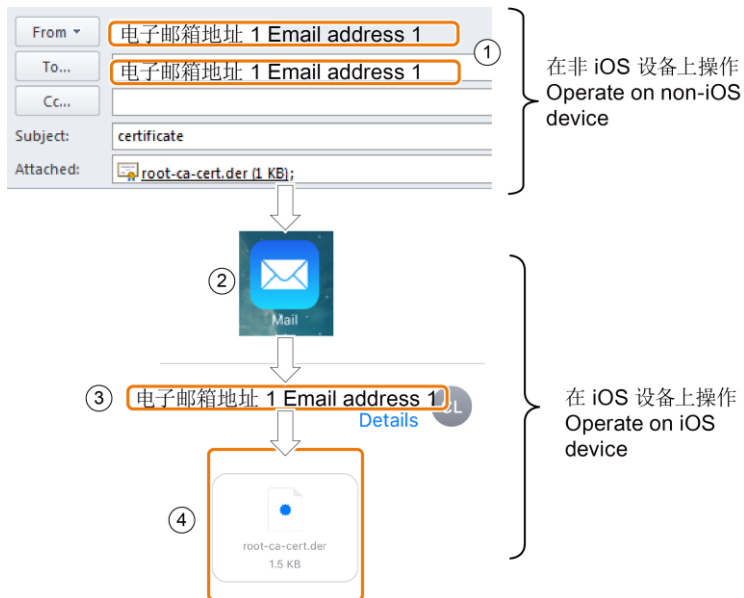 From
电子邮箱地址 1 Email address 1
①
To...
电子邮箱地址 1 Email address 1
Cc...
Subject:
certificate
Attached:
root-ca-cert.der (1 KB);
在非 iOS 设备上操作
Operate on non-iOS
device
②
Mail
③
电子邮箱地址 1 Email address 1
CL
Details
④
root-ca-cert.der
1.5 KB
在 iOS 设备上操作
Operate on iOS
device